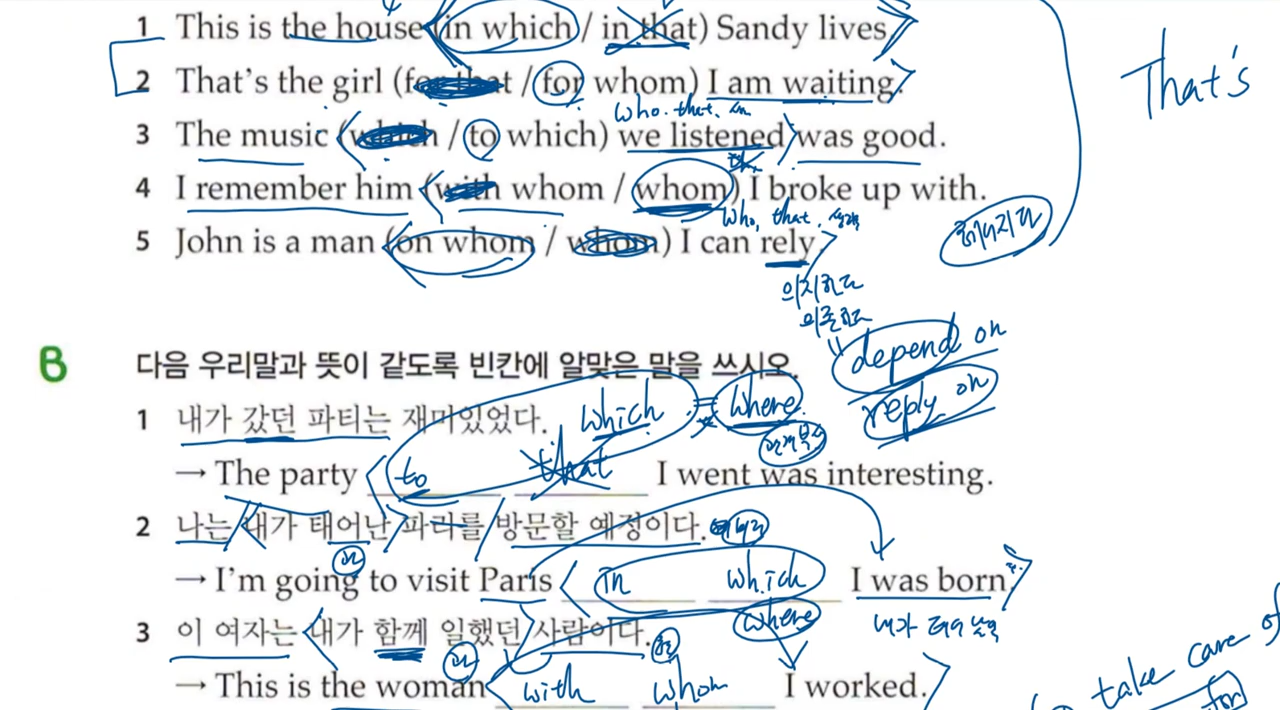 1 This is the house (in which / in that) Sandy lives.
That's
2 That's the girl (for that / for whom) I am waiting.
who. that.
3 The music (which / to which) we listened was good.
4 I remember him (with whom / whom) I broke up with.
who, that, 생략
5 John is a man (on whom / whom) I can rely.
헤어지다
의지하다
의존하고
depend on
reply on
B 다음 우리말과 뜻이 같도록 빈칸에 알맞은 말을 쓰시오.
1 내가 갔던 파티는 재미있었다.
which = where
관계부사
→ The party to that I went was interesting.
2 나는 내가 태어난 파리를 방문할 예정이다.
→ I'm going to visit Paris in which I was born.
where
내가 태어났을
3 이 여자는 내가 함께 일했던 사람이다.
→ This is the woman with whom I worked.
take care of
for